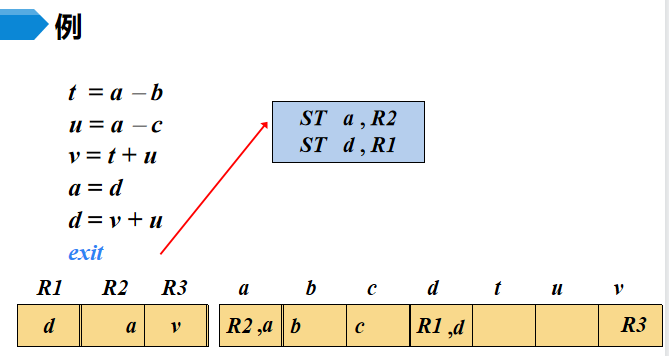 例
t = a – b
u = a – c
v = t + u
a = d
d = v + u
exit
ST a , R2
ST d , R1
R1 R2 R3 a b c d t u v
d a v R2 ,a b c R1 ,d R3